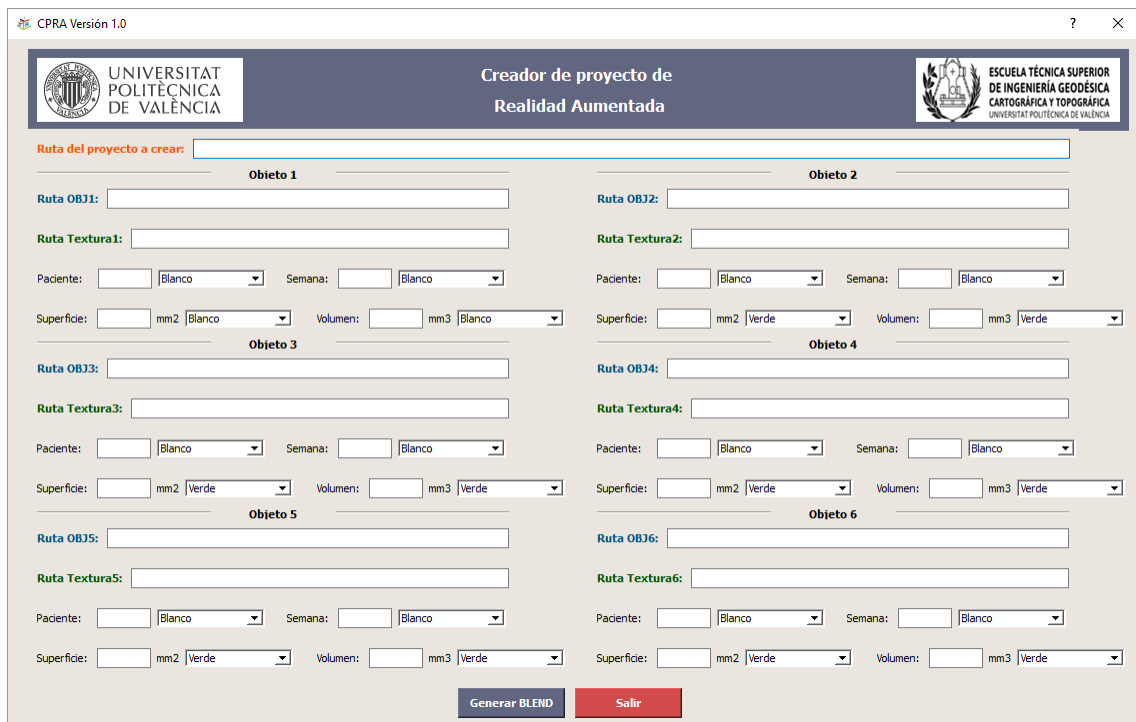 CPRA Versión 1.0
?
UNIVERSITAT
POLITÈCNICA
DE VALÈNCIA
Creador de proyecto de
Realidad Aumentada
ESCUELA TÉCNICA SUPERIOR
DE INGENIERÍA GEODÉSICA
CARTOGRÁFICA Y TOPOGRÁFICA
UNIVERSITAT POLITÈCNICA DE VALÈNCIA
Ruta del proyecto a crear:
Objeto 1
Ruta OBJ1:
Ruta Textura1:
Paciente: Blanco Semana: Blanco
Superficie: mm2 Blanco Volumen: mm3 Blanco
Objeto 2
Ruta OBJ2:
Ruta Textura2:
Paciente: Blanco Semana: Blanco
Superficie: mm2 Verde Volumen: mm3 Verde
Objeto 3
Ruta OBJ3:
Ruta Textura3:
Paciente: Blanco Semana: Blanco
Superficie: mm2 Verde Volumen: mm3 Verde
Objeto 4
Ruta OBJ4:
Ruta Textura4:
Paciente: Blanco Semana: Blanco
Superficie: mm2 Verde Volumen: mm3 Verde
Objeto 5
Ruta OBJ5:
Ruta Textura5:
Paciente: Blanco Semana: Blanco
Superficie: mm2 Verde Volumen: mm3 Verde
Objeto 6
Ruta OBJ6:
Ruta Textura6:
Paciente: Blanco Semana: Blanco
Superficie: mm2 Verde Volumen: mm3 Verde
Generar BLEND
Salir